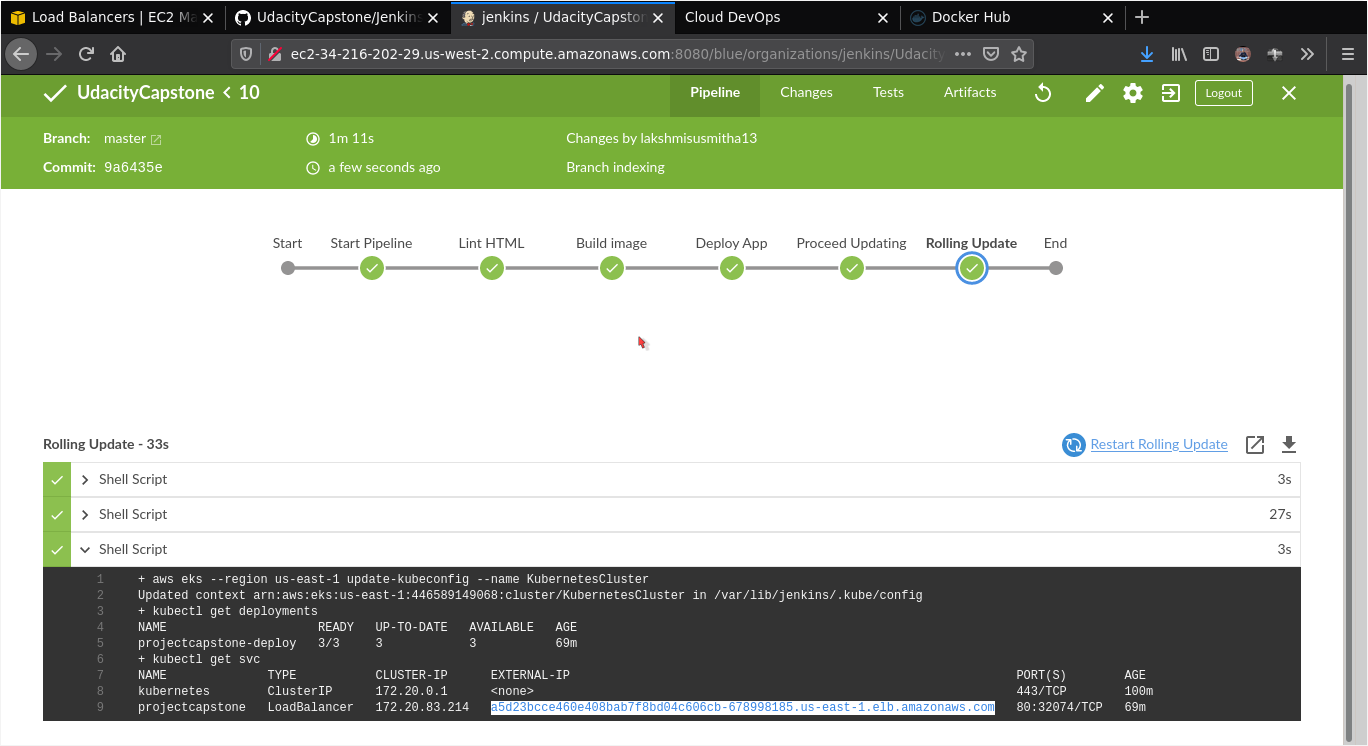 Load Balancers | EC2 Ma
UdacityCapstone/Jenkins
jenkins / UdacityCapston
Cloud DevOps
Docker Hub
ec2-34-216-202-29.us-west-2.compute.amazonaws.com:8080/blue/organizations/jenkins/Udacity
UdacityCapstone < 10
Pipeline
Changes
Tests
Artifacts
Logout
Branch: master
1m 11s
Changes by lakshmisusmitha13
Commit: 9a6435e
a few seconds ago
Branch indexing
Start
Start Pipeline
Lint HTML
Build image
Deploy App
Proceed Updating
Rolling Update
End
Rolling Update - 33s
Restart Rolling Update
Shell Script 3s
Shell Script 27s
Shell Script 3s
1 + aws eks --region us-east-1 update-kubeconfig --name KubernetesCluster
2 Updated context arn:aws:eks:us-east-1:446589149068:cluster/KubernetesCluster in /var/lib/jenkins/.kube/config
3 + kubectl get deployments
4 NAME READY UP-TO-DATE AVAILABLE AGE
5 projectcapstone-deploy 3/3 3 3 69m
6 + kubectl get svc
7 NAME TYPE CLUSTER-IP EXTERNAL-IP PORT(S) AGE
8 kubernetes ClusterIP 172.20.0.1 <none> 443/TCP 100m
9 projectcapstone LoadBalancer 172.20.83.214 a5d23bcce460e408bab7f8bd04c606cb-678998185.us-east-1.elb.amazonaws.com 80:32074/TCP 69m